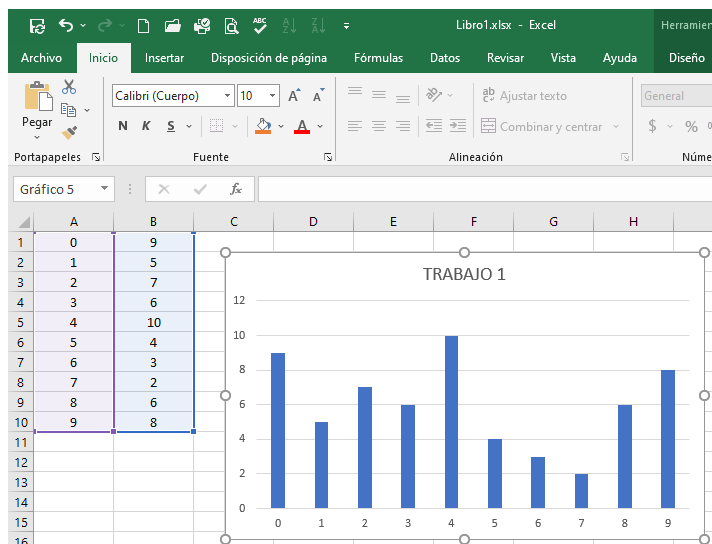 Libro1.xlsx - Excel
Herramien
Archivo Inicio Insertar Disposición de página Fórmulas Datos Revisar Vista Ayuda Diseño
Calibri (Cuerpo) 10 A A ab Ajustar texto General
Pegar N K S A Combinar y centrar $ %
Portapapeles Fuente Alineación Núme
Gráfico 5 fx
A B C D E F G H
1 0 9
2 1 5
3 2 7
4 3 6
5 4 10
6 5 4
7 6 3
8 7 2
9 8 6
10 9 8
11
12
13
14
15
16
TRABAJO 1
12
10
8
6
4
2
0
0 1 2 3 4 5 6 7 8 9